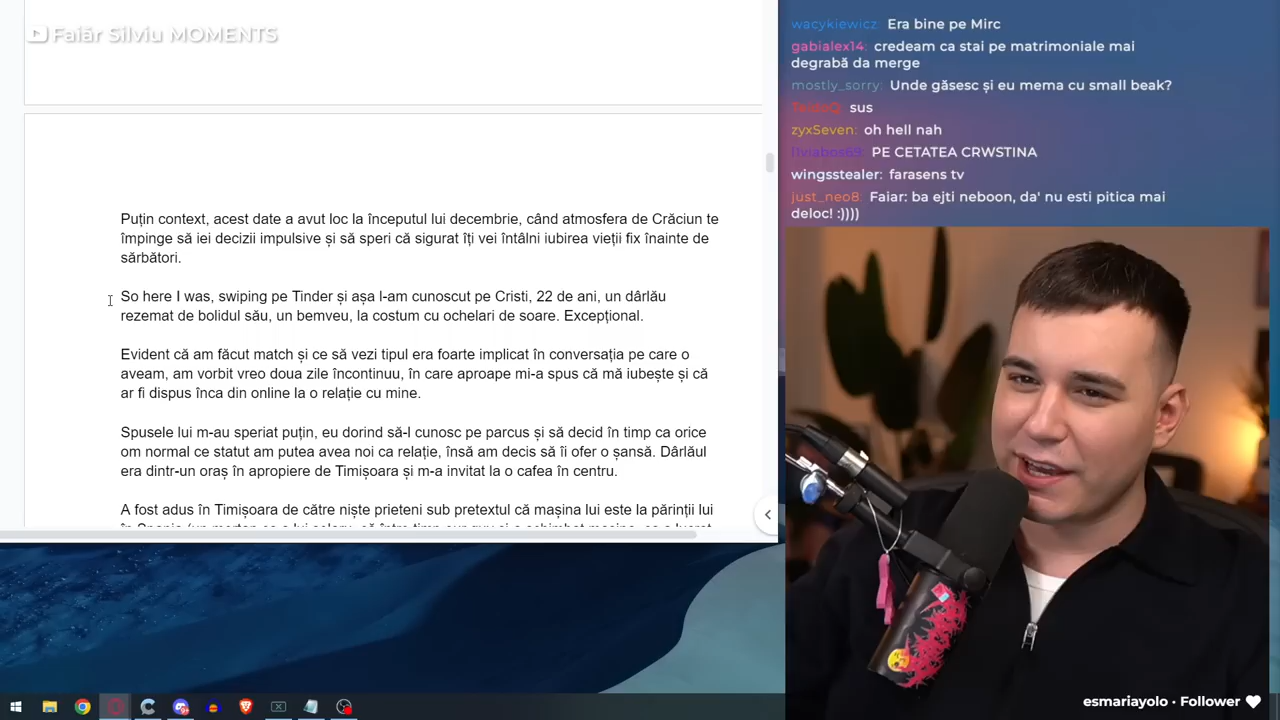 Faiăr Silviu MOMENTS
Puțin context, acest date a avut loc la începutul lui decembrie, când atmosfera de Crăciun te
împinge să iei decizii impulsive și să speri că sigurat îți vei întâlni iubirea vieții fix înainte de
sărbători.
So here I was, swiping pe Tinder și așa l-am cunoscut pe Cristi, 22 de ani, un dârlău
rezemat de bolidul său, un bemveu, la costum cu ochelari de soare. Excepțional.
Evident că am făcut match și ce să vezi tipul era foarte implicat în conversația pe care o
aveam, am vorbit vreo doua zile încontinuu, în care aproape mi-a spus că mă iubește și că
ar fi dispus înca din online la o relație cu mine.
Spusele lui m-au speriat puțin, eu dorind să-l cunosc pe parcus și să decid în timp ca orice
om normal ce statut am putea avea noi ca relație, însă am decis să îi ofer o șansă. Dârlăul
era dintr-un oraș în apropiere de Timișoara și m-a invitat la o cafea în centru.
A fost adus în Timișoara de către niște prieteni sub pretextul că mașina lui este la părinții lui
wacykiewicz: Era bine pe Mirc
gabialex14: credeam ca stai pe matrimoniale mai
degrabă da merge
mostly_sorry: Unde găsesc și eu mema cu small beak?
sus
zyxSeven: oh hell nah
PE CETATEA CRWSTINA
wingsstealer: farasens tv
just_neo8: Faiar: ba ejti neboon, da' nu esti pitica mai
deloc! :))))
esmariayolo · Follower